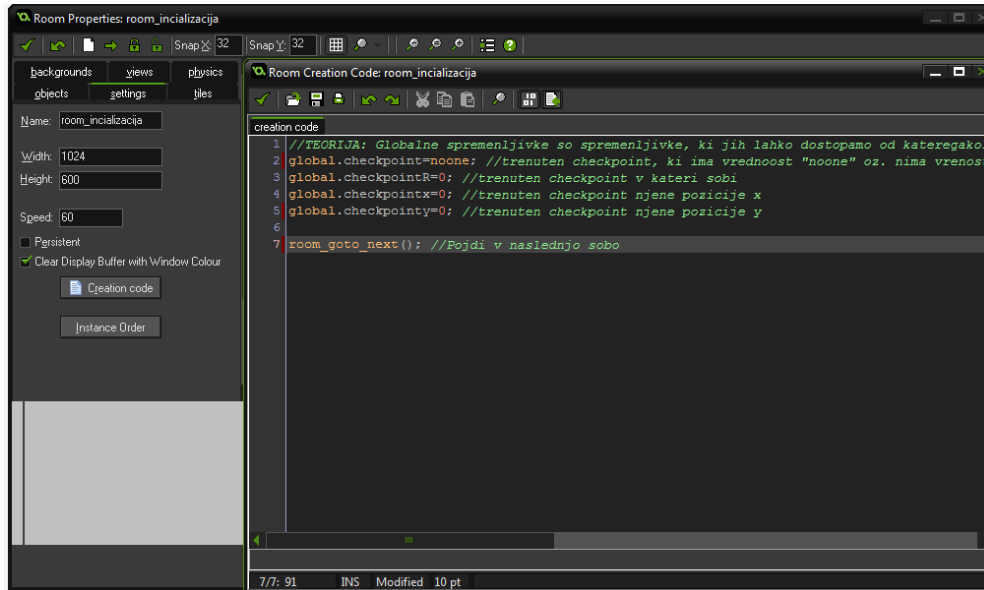 Room Properties: room_incializacija
Snap X: 32 Snap Y: 32
backgrounds views physics
objects settings tiles
Name: room_incializacija
Width: 1024
Height: 600
Speed: 60
Persistent
Clear Display Buffer with Window Colour
Creation code
Instance Order
Room Creation Code: room_incializacija
creation code
1 //TEORIJA: Globalne spremenljivke so spremenljivke, ki jih lahko dostopamo od kateregako
2 global.checkpoint=noone; //trenuten checkpoint, ki ima vrednoost "noone" oz. nima vrenost
3 global.checkpointR=0; //trenuten checkpoint v kateri sobi
4 global.checkpointx=0; //trenuten checkpoint njene pozicije x
5 global.checkpointy=0; //trenuten checkpoint njene pozicije y
6
7 room_goto_next(); //Pojdi v naslednjo sobo
7/7: 91 INS Modified 10 pt